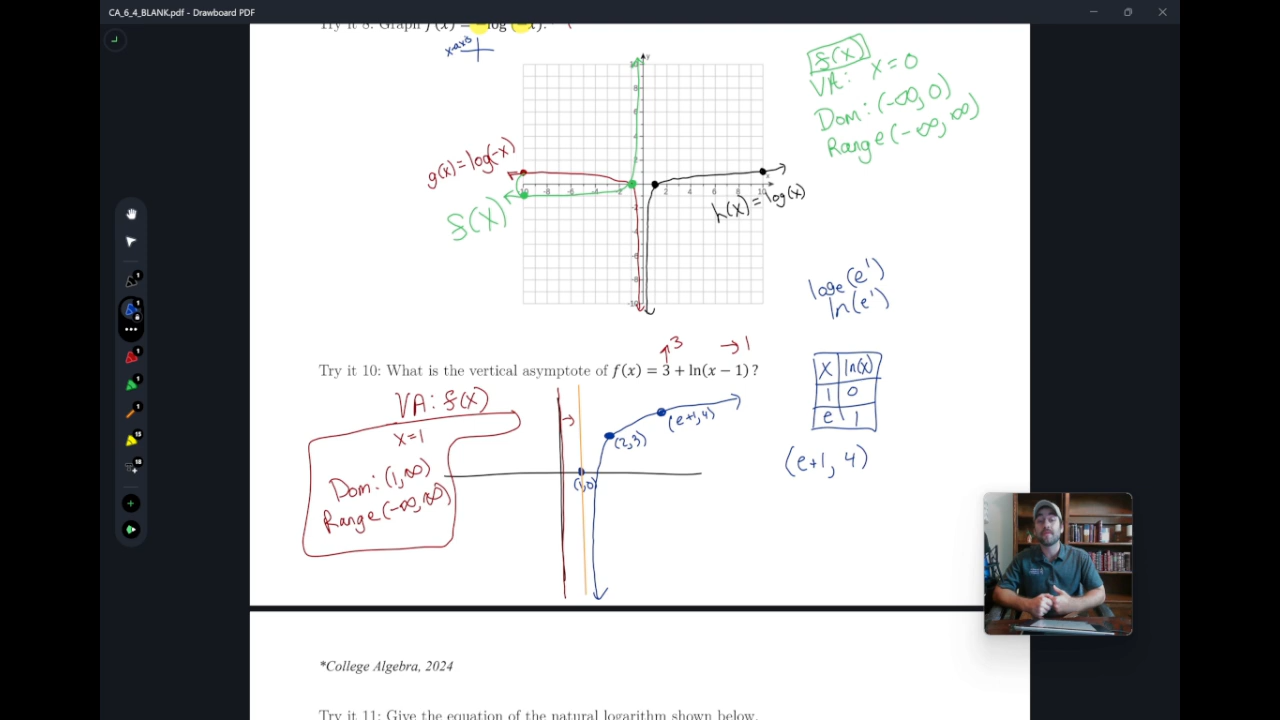 CA_6_4_BLANK.pdf - Drawboard PDF
Try it 8: Graph f(x) = −log(−x).
x-axis
f(x)
VA: x=0
Dom: (-∞,0)
Range (-∞,∞)
g(x)=log(-x)
f(x)
h(x)=log(x)
logₑ(e¹)
ln(e¹)
↑3 →1
Try it 10: What is the vertical asymptote of f(x) = 3 + ln(x − 1)?
x ln(x)
1 0
e 1
(e+1, 4)
VA: f(x)
x=1
Dom: (1,∞)
Range (-∞,∞)
(e+1,4)
(2,3)
(1,0)
*College Algebra, 2024
Try it 11: Give the equation of the natural logarithm shown below.